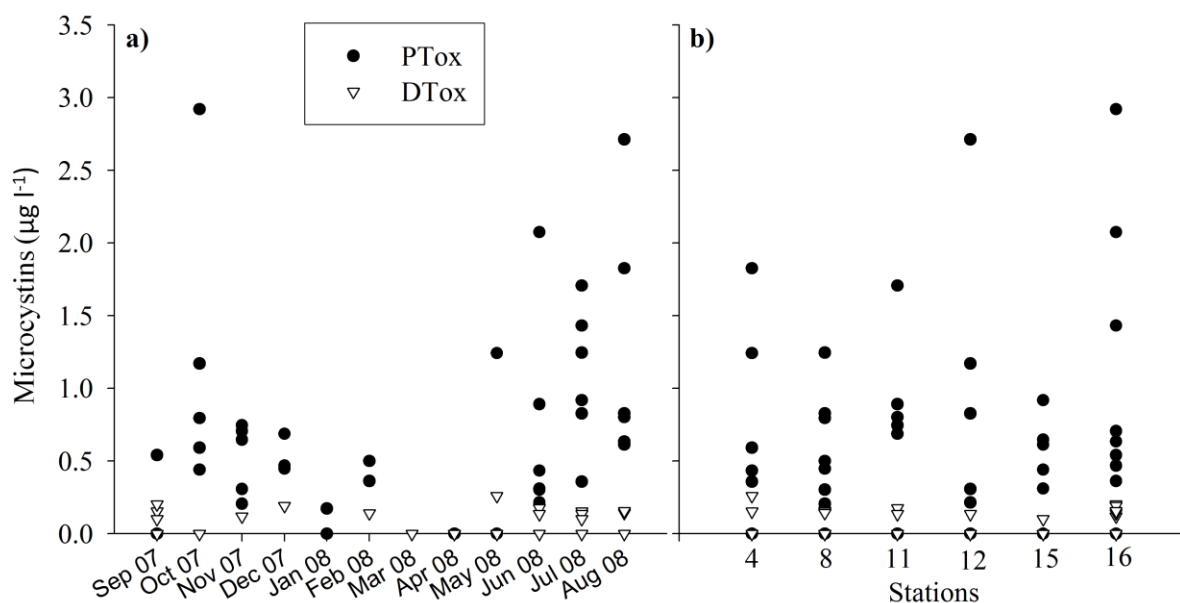 a)
b)
PTox
DTox
Microcystins (µg l⁻¹)
3.5
3.0
2.5
2.0
1.5
1.0
0.5
0.0
Sep 07
Oct 07
Nov 07
Dec 07
Jan 08
Feb 08
Mar 08
Apr 08
May 08
Jun 08
Jul 08
Aug 08
4 8 11 12 15 16
Stations